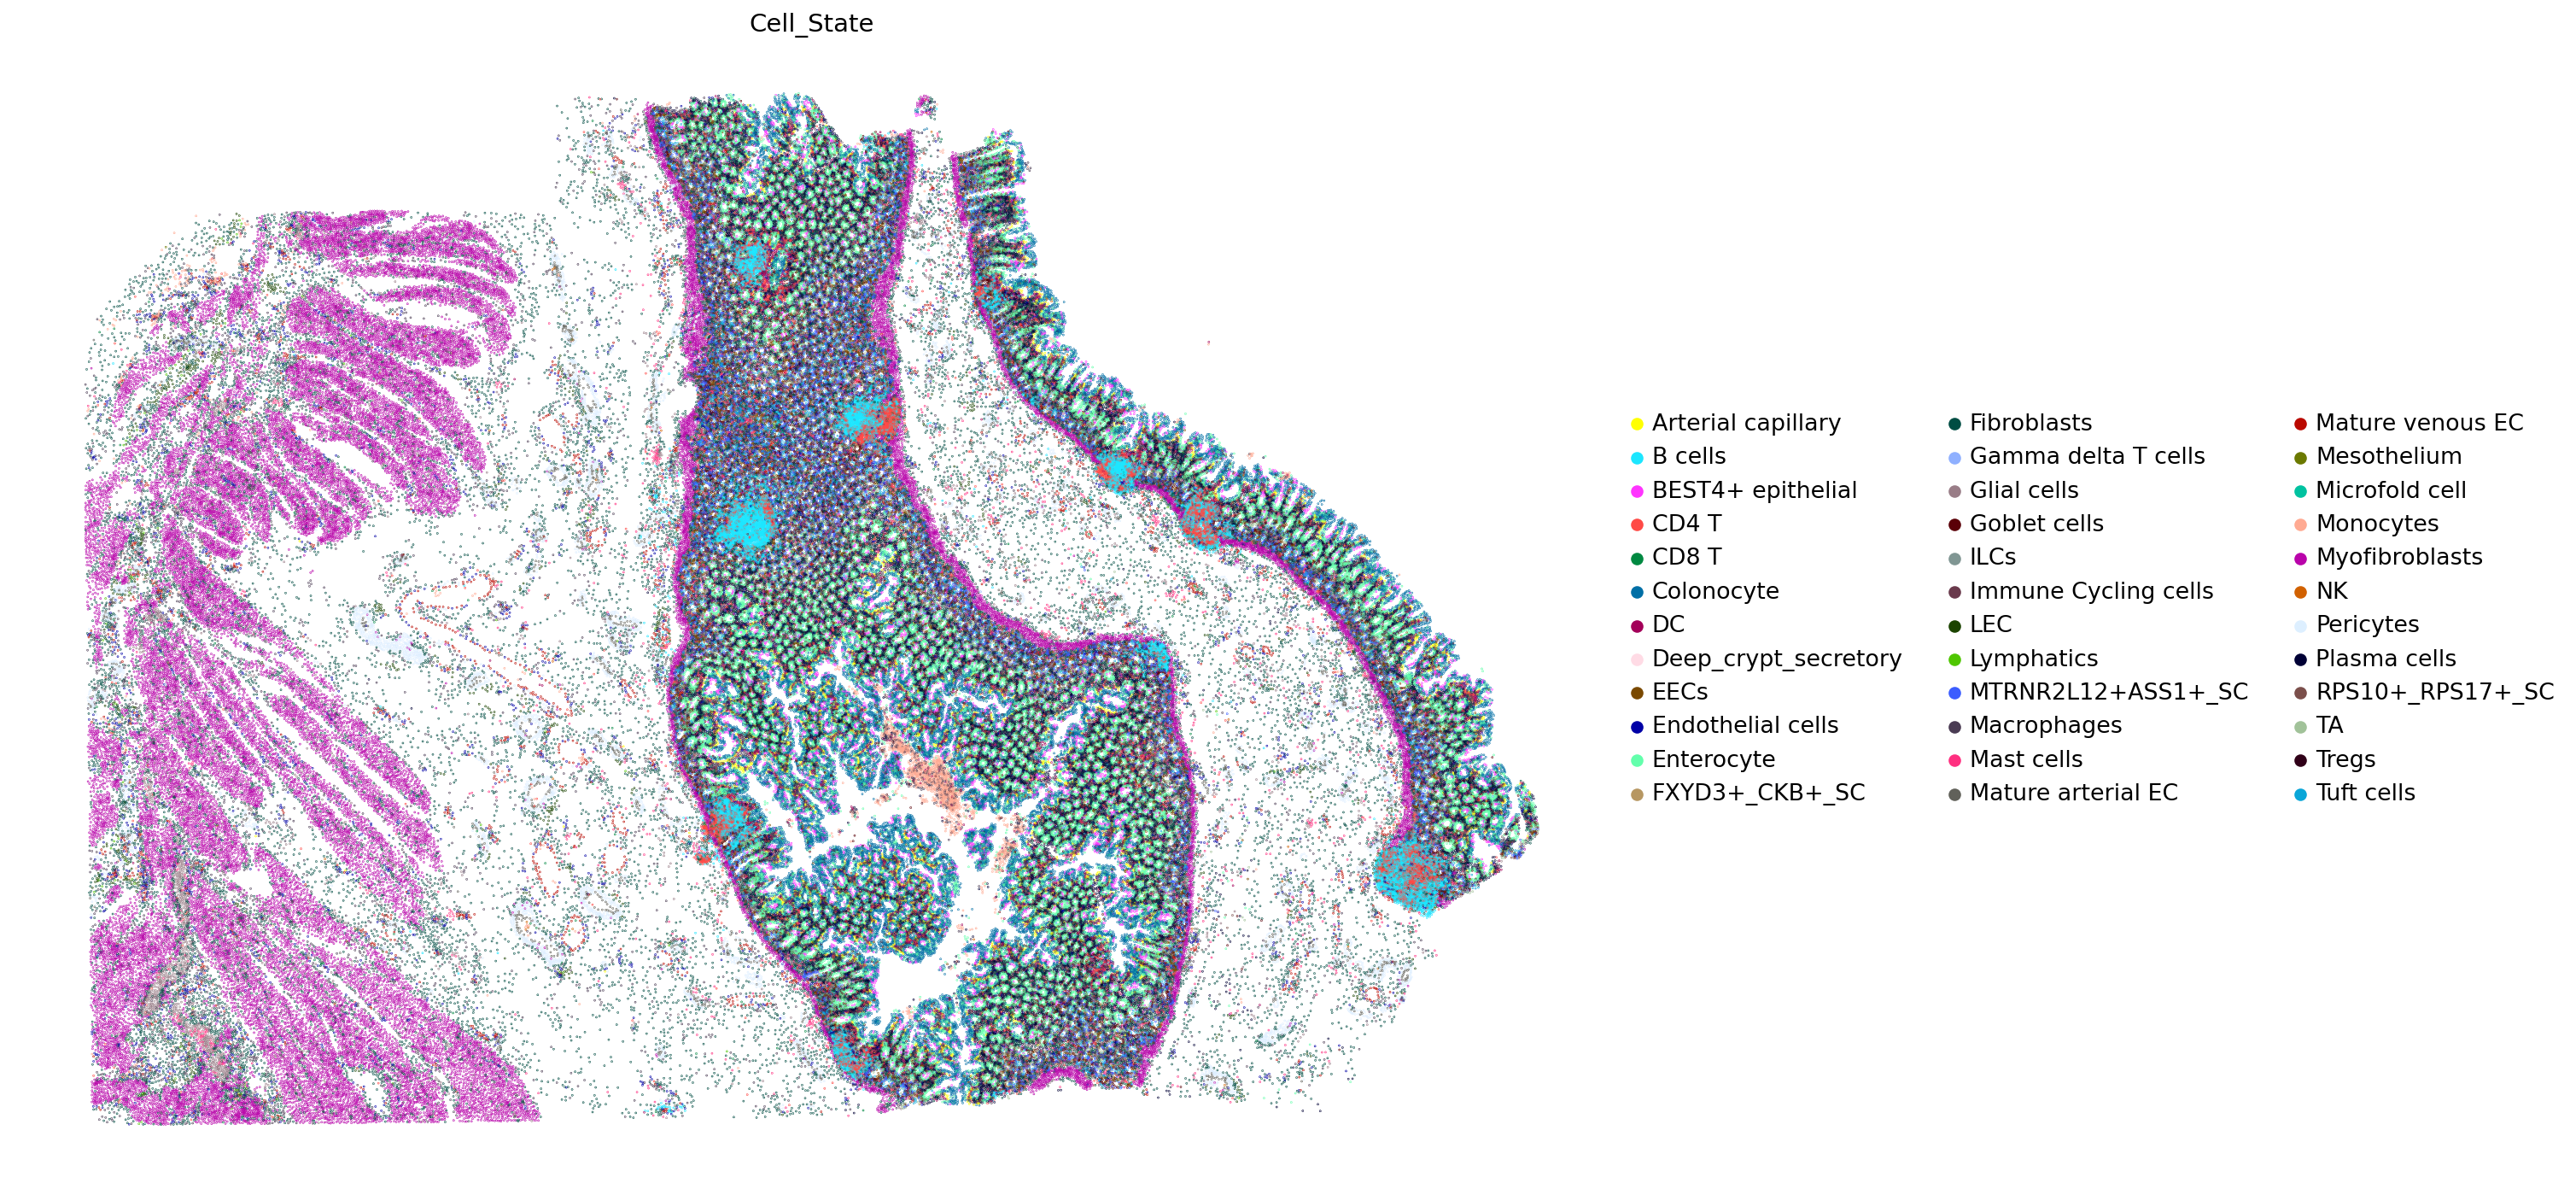 Cell_State
Arterial capillary
B cells
BEST4+ epithelial
CD4 T
CD8 T
Colonocyte
DC
Deep_crypt_secretory
EECs
Endothelial cells
Enterocyte
FXYD3+_CKB+_SC
Fibroblasts
Gamma delta T cells
Glial cells
Goblet cells
ILCs
Immune Cycling cells
LEC
Lymphatics
MTRNR2L12+ASS1+_SC
Macrophages
Mast cells
Mature arterial EC
Mature venous EC
Mesothelium
Microfold cell
Monocytes
Myofibroblasts
NK
Pericytes
Plasma cells
RPS10+_RPS17+_SC
TA
Tregs
Tuft cells